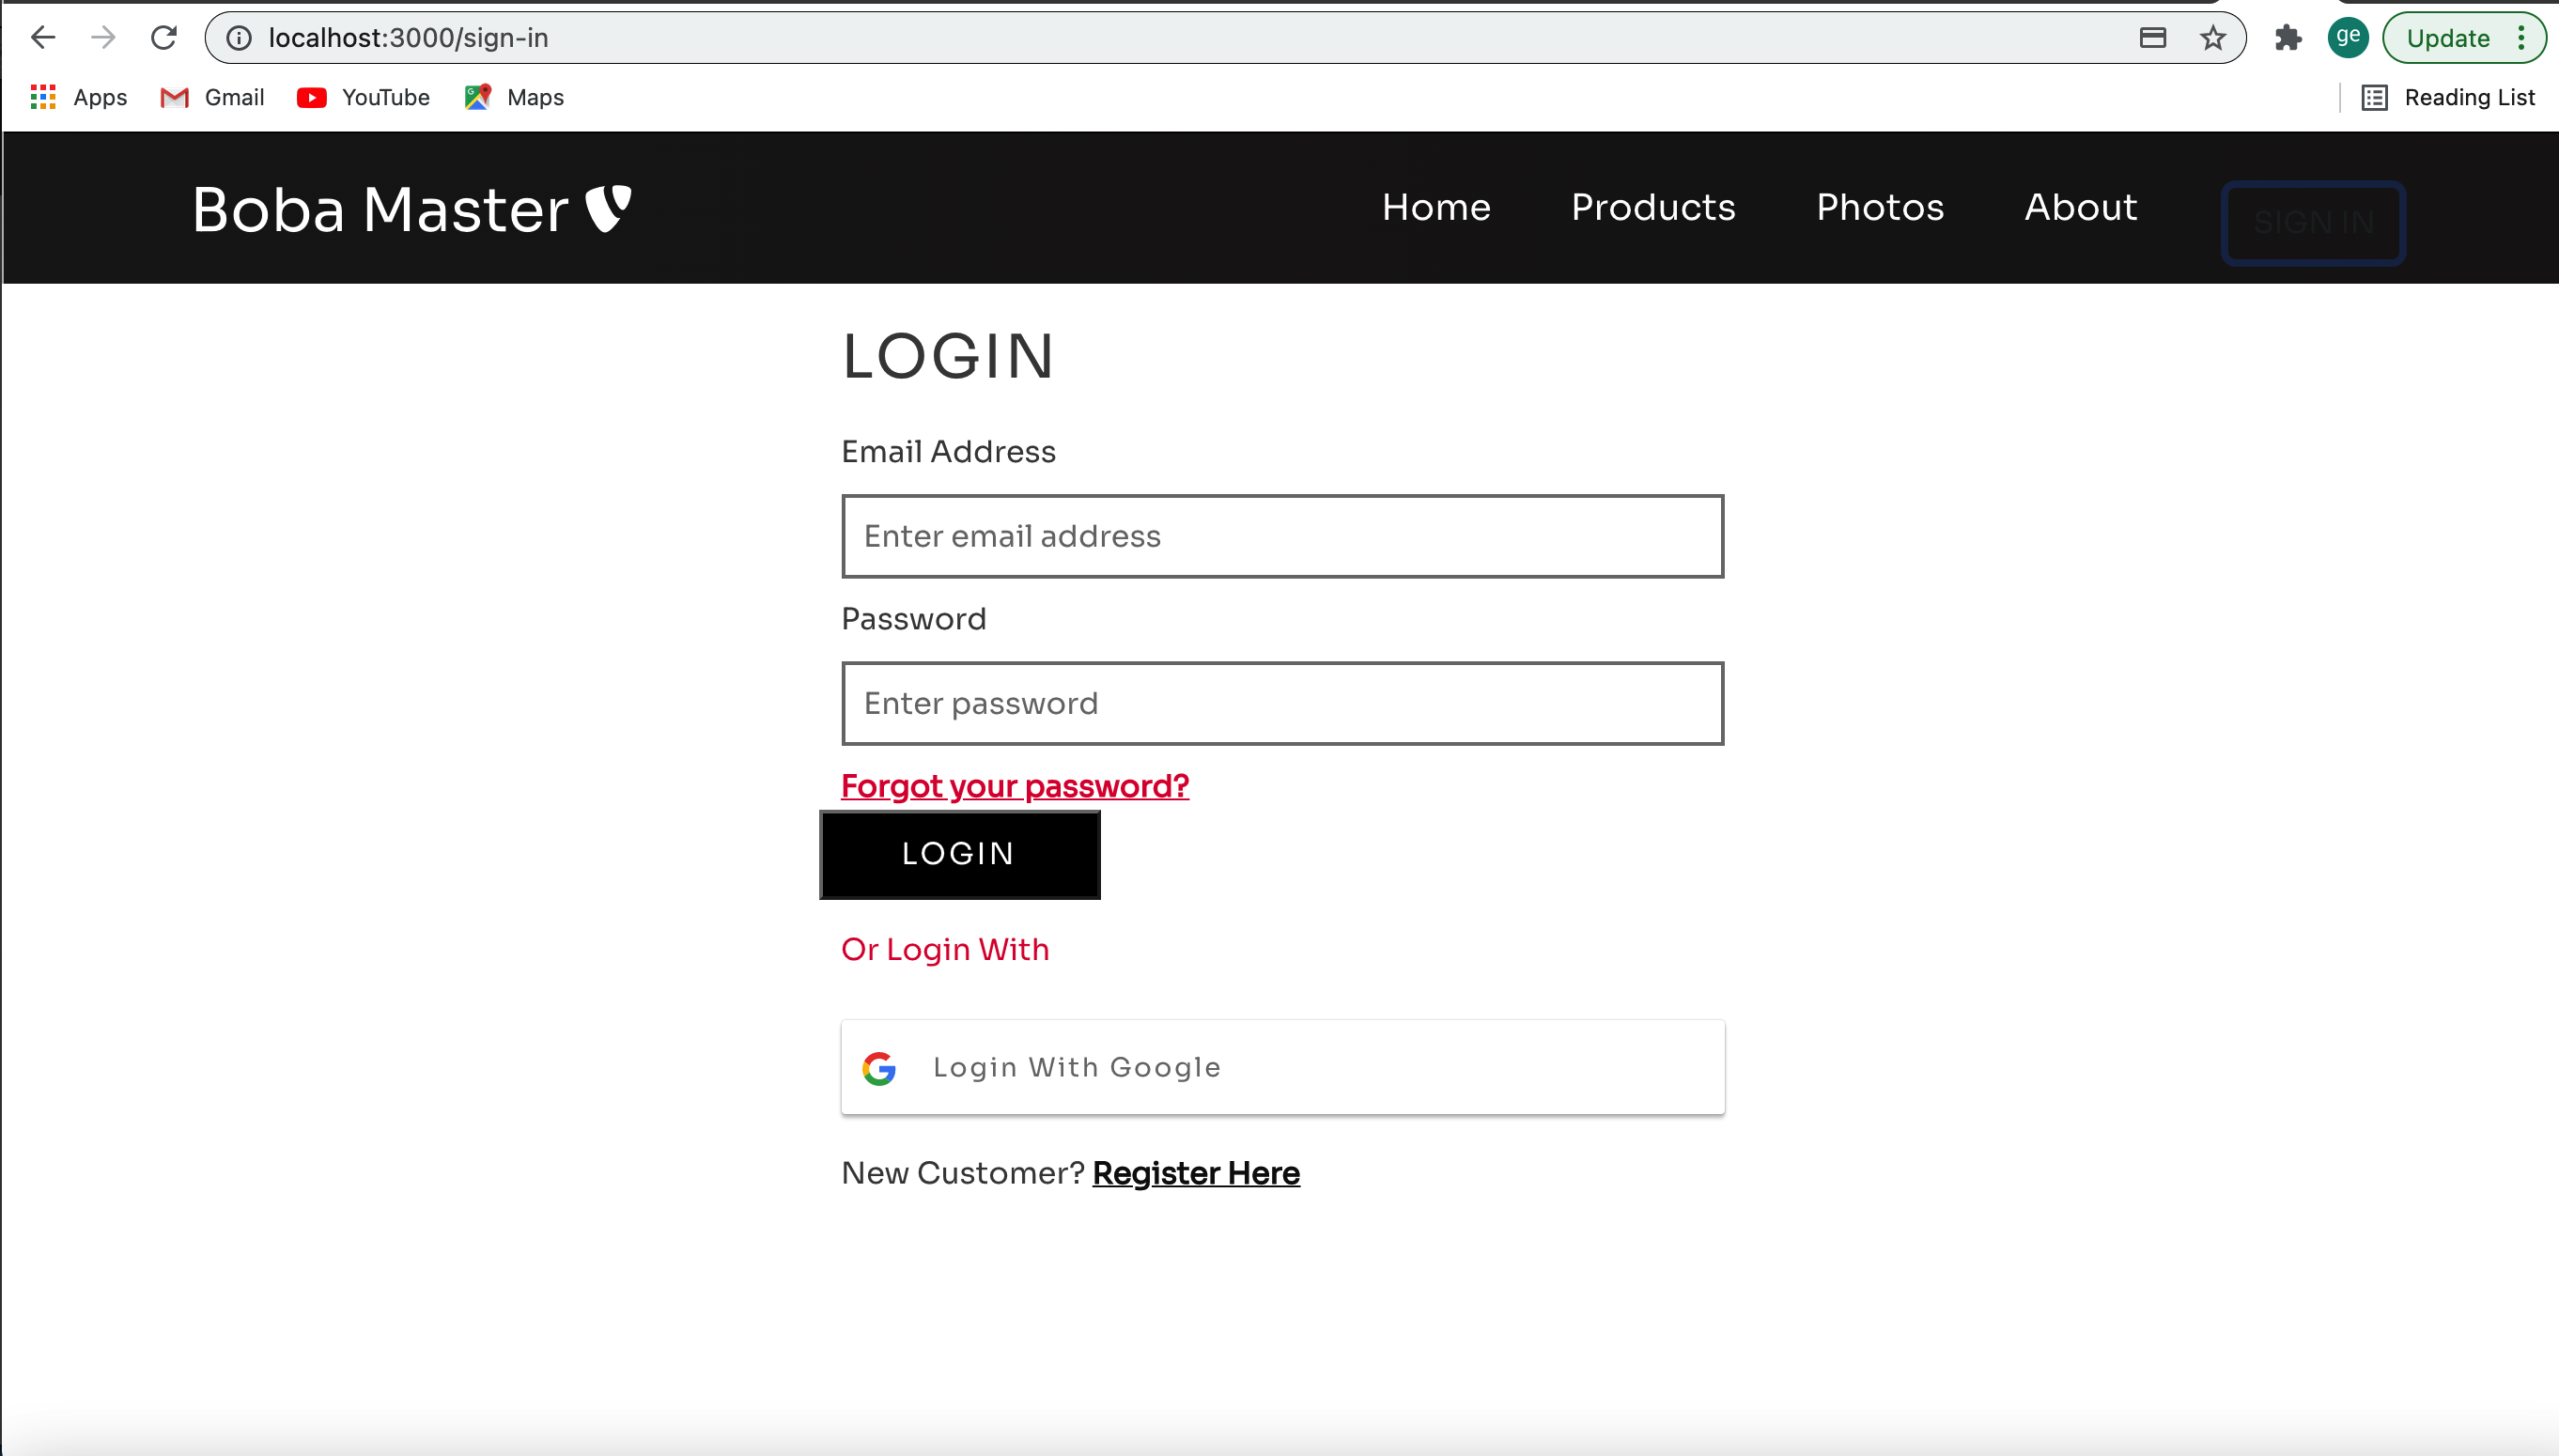 localhost:3000/sign-in
ge
Update
Apps Gmail YouTube Maps Reading List
Boba Master Home Products Photos About SIGN IN
LOGIN
Email Address
Enter email address
Password
Enter password
Forgot your password?
LOGIN
Or Login With
Login With Google
New Customer? Register Here